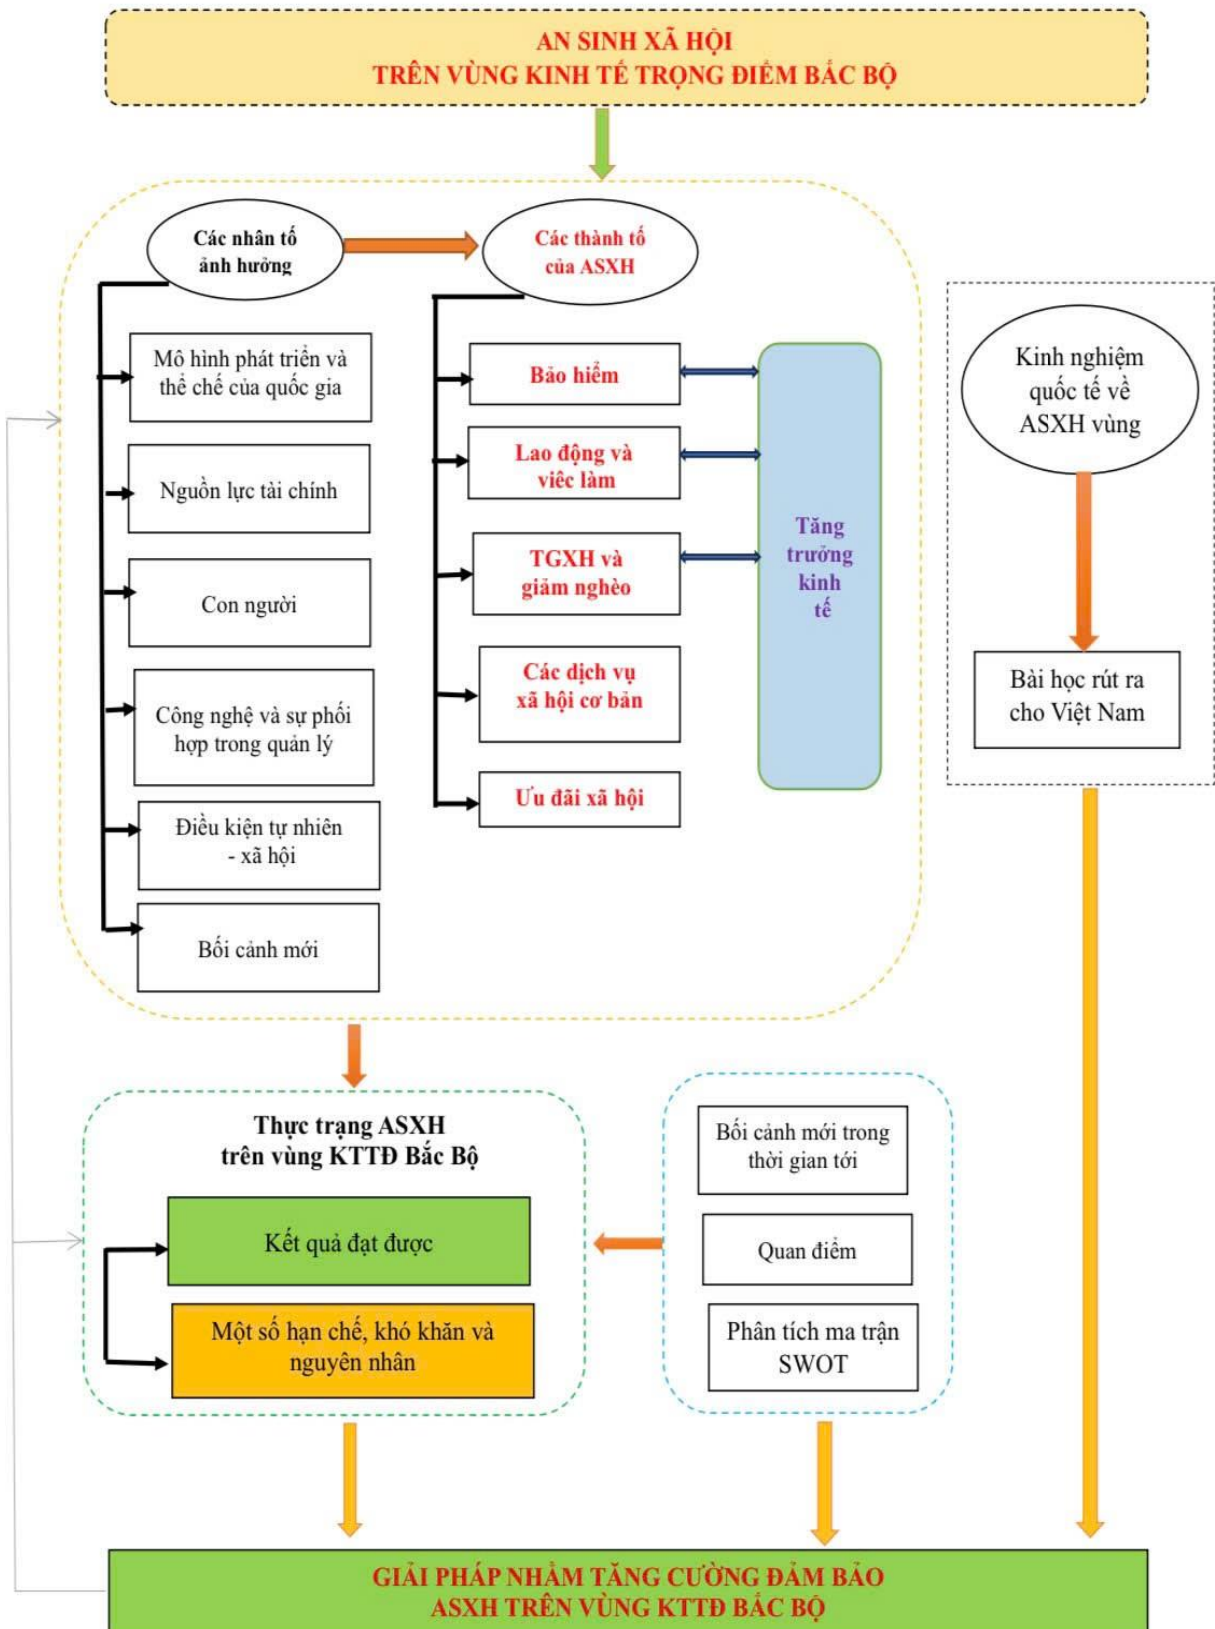 AN SINH XÃ HỘI
TRÊN VÙNG KINH TẾ TRỌNG ĐIỂM BẮC BỘ
Các nhân tố
ảnh hưởng
Các thành tố
của ASXH
Mô hình phát triển và
thể chế của quốc gia
Nguồn lực tài chính
Con người
Công nghệ và sự phối
hợp trong quản lý
Điều kiện tự nhiên
- xã hội
Bối cảnh mới
Bảo hiểm
Lao động và
viêc làm
TGXH và
giảm nghèo
Các dịch vụ
xã hội cơ bản
Ưu đãi xã hội
Tăng
trưởng
kinh
tế
Kinh nghiệm
quốc tế về
ASXH vùng
Bài học rút ra
cho Việt Nam
Thực trạng ASXH
trên vùng KTTĐ Bắc Bộ
Kết quả đạt được
Một số hạn chế, khó khăn và
nguyên nhân
Bối cảnh mới trong
thời gian tới
Quan điểm
Phân tích ma trận
SWOT
GIẢI PHÁP NHẰM TĂNG CƯỜNG ĐẢM BẢO
ASXH TRÊN VÙNG KTTĐ BẮC BỘ